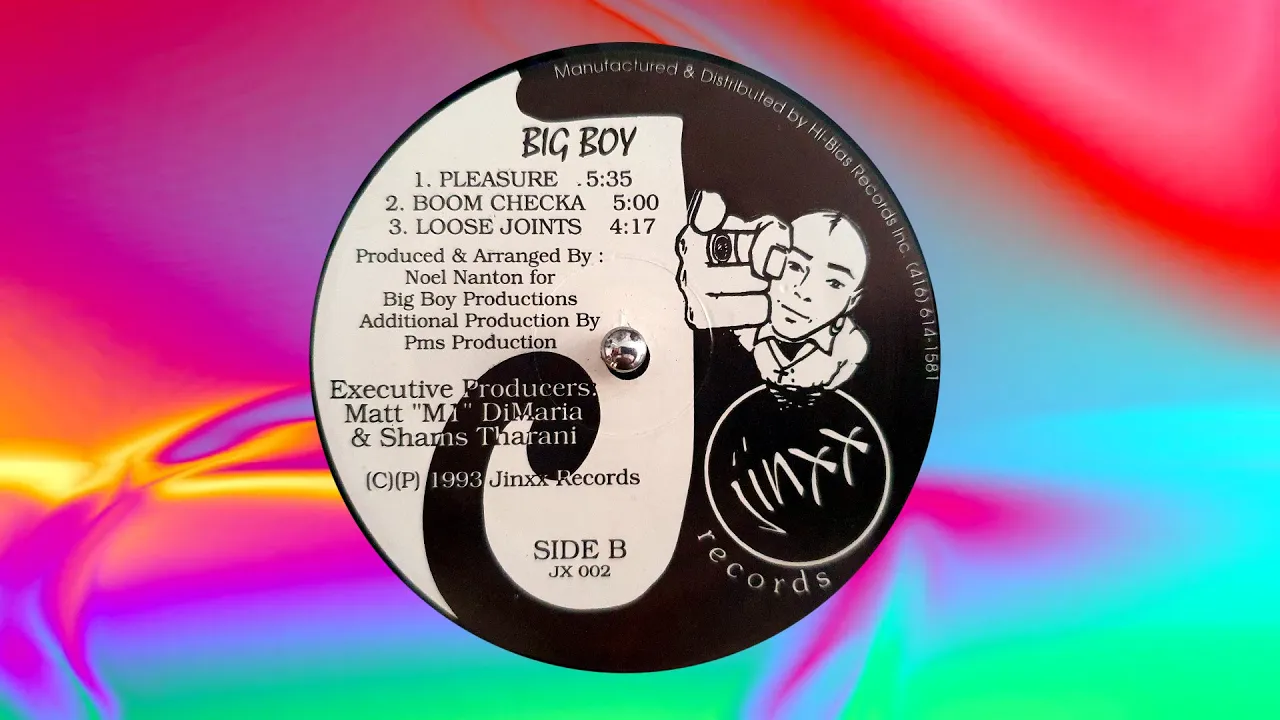 Manufactured & Distributed by Hi-Bias Records Inc. (416) 614-1581
BIG BOY
1. PLEASURE . 5:35
2. BOOM CHECKA 5:00
3. LOOSE JOINTS 4:17
Produced & Arranged By :
Noel Nanton for
Big Boy Productions
Additional Production By
Pms Production
Executive Producers:
Matt "M1" DiMaria
& Shams Tharani
(C)(P) 1993 Jinxx Records
SIDE B
JX 002
jinxx
records